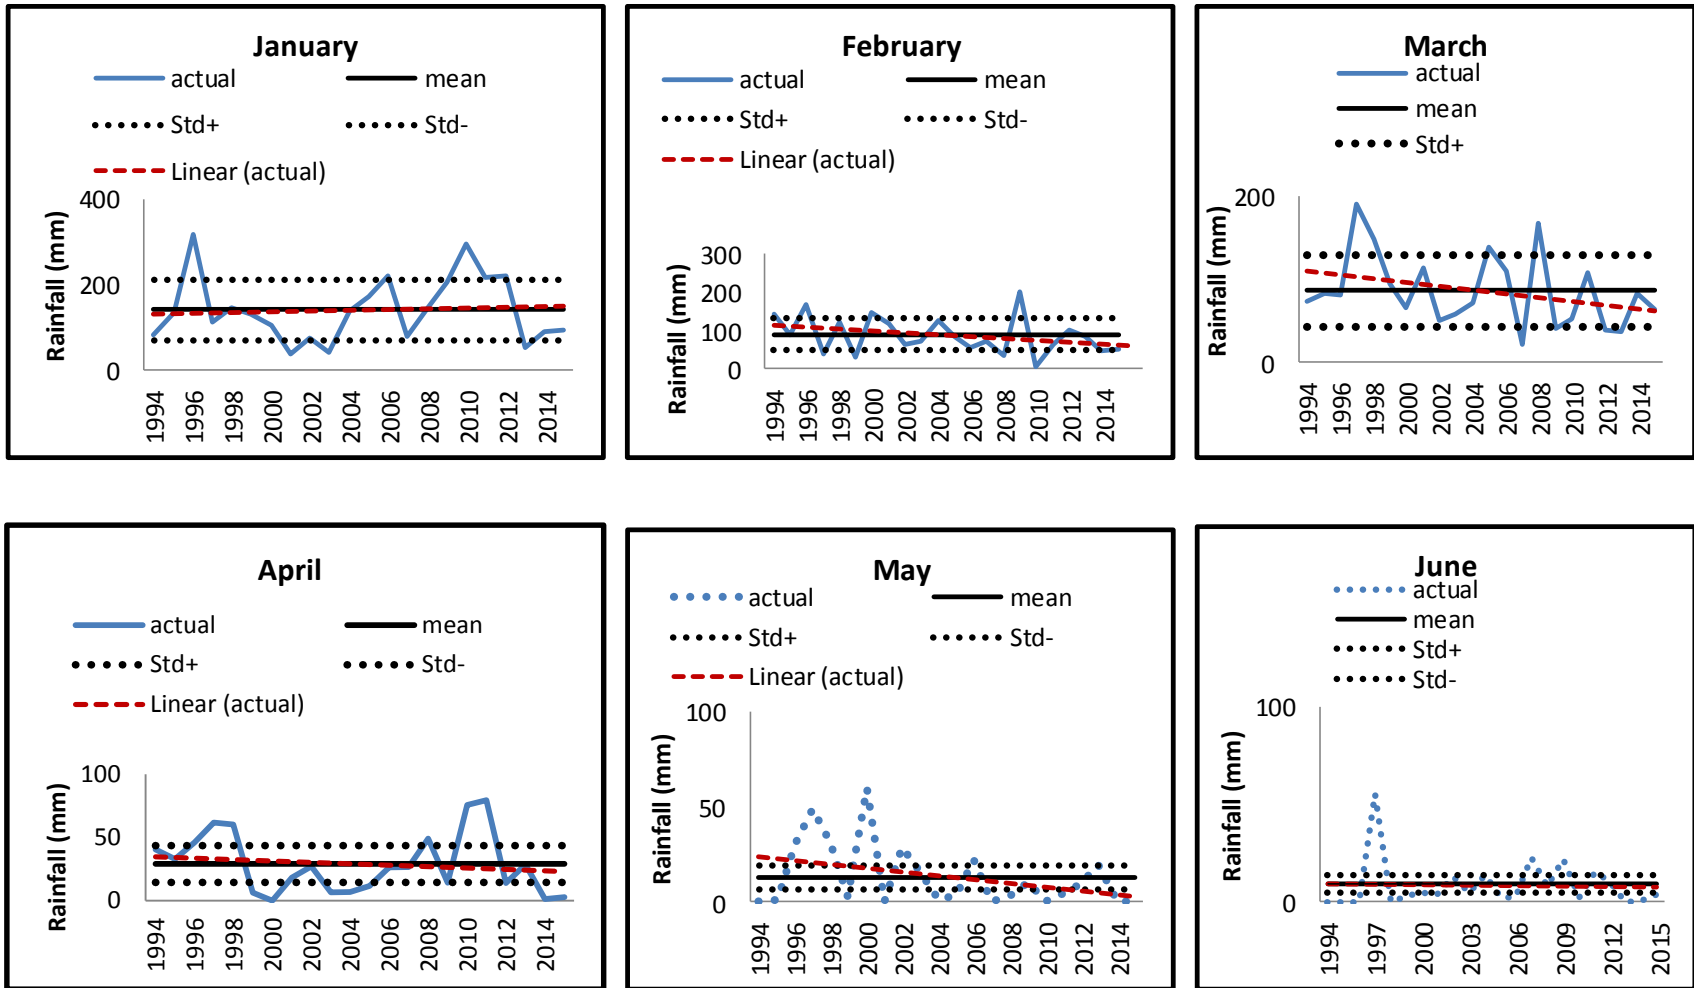 January
actual
mean
Std+
Std-
Linear (actual)
Rainfall (mm)
400
200
0
1994
1996
1998
2000
2002
2004
2006
2008
2010
2012
2014
February
actual
mean
Std+
Std-
Linear (actual)
Rainfall (mm)
300
200
100
0
1994
1996
1998
2000
2002
2004
2006
2008
2010
2012
2014
March
actual
mean
Std+
Rainfall (mm)
200
0
1994
1996
1998
2000
2002
2004
2006
2008
2010
2012
2014
April
actual
mean
Std+
Std-
Linear (actual)
Rainfall (mm)
100
50
0
1994
1996
1998
2000
2002
2004
2006
2008
2010
2012
2014
May
actual
mean
Std+
Std-
Linear (actual)
Rainfall (mm)
100
50
0
1994
1996
1998
2000
2002
2004
2006
2008
2010
2012
2014
June
actual
mean
Std+
Std-
Rainfall (mm)
100
0
1994
1997
2000
2003
2006
2009
2012
2015